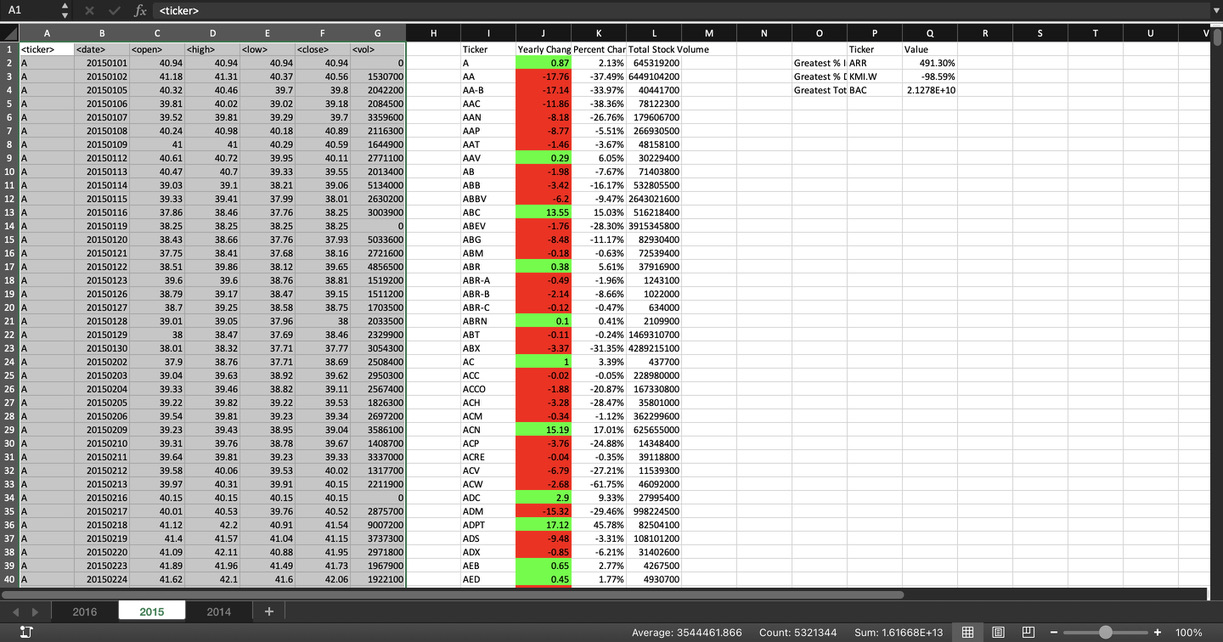 A1 fx <ticker>
A B C D E F G H I J K L M N O P Q R S T U V
1 <ticker> <date> <open> <high> <low> <close> <vol> Ticker Yearly Chang Percent Char Total Stock Volume Ticker Value
2 A 20150101 40.94 40.94 40.94 40.94 0 A 0.87 2.13% 645319200 Greatest % I ARR 491.30%
3 A 20150102 41.18 41.31 40.37 40.56 1530700 AA -17.76 -37.49% 6449104200 Greatest % D KMI.W -98.59%
4 A 20150105 40.32 40.46 39.7 39.8 2042200 AA-B -17.14 -33.97% 40441700 Greatest Tot BAC 2.1278E+10
5 A 20150106 39.81 40.02 39.02 39.18 2084500 AAC -11.86 -38.36% 78122300
6 A 20150107 39.52 39.81 39.29 39.7 3359600 AAN -8.18 -26.76% 179606700
7 A 20150108 40.24 40.98 40.18 40.89 2116300 AAP -8.77 -5.51% 266930500
8 A 20150109 41 41 40.29 40.59 1644900 AAT -1.46 -3.67% 48158100
9 A 20150112 40.61 40.72 39.95 40.11 2771100 AAV 0.29 6.05% 30229400
10 A 20150113 40.47 40.7 39.33 39.55 2013400 AB -1.98 -7.67% 71403800
11 A 20150114 39.03 39.1 38.21 39.06 5134000 ABB -3.42 -16.17% 532805500
12 A 20150115 39.33 39.41 37.99 38.01 2630200 ABBV -6.2 -9.47% 2643021600
13 A 20150116 37.86 38.46 37.76 38.25 3003900 ABC 13.55 15.03% 516218400
14 A 20150119 38.25 38.25 38.25 38.25 0 ABEV -1.76 -28.30% 3915345800
15 A 20150120 38.43 38.66 37.76 37.93 5033600 ABG -8.48 -11.17% 82930400
16 A 20150121 37.75 38.41 37.68 38.16 2721600 ABM -0.18 -0.63% 72539400
17 A 20150122 38.51 39.86 38.12 39.65 4856500 ABR 0.38 5.61% 37916900
18 A 20150123 39.6 39.6 38.76 38.81 1519200 ABR-A -0.49 -1.96% 1243100
19 A 20150126 38.79 39.17 38.47 39.15 1511200 ABR-B -2.14 -8.66% 1022000
20 A 20150127 38.7 39.25 38.58 38.75 1703500 ABR-C -0.12 -0.47% 634000
21 A 20150128 39.01 39.05 37.96 38 2033500 ABRN 0.1 0.41% 2109900
22 A 20150129 38 38.47 37.69 38.46 2329900 ABT -0.11 -0.24% 1469310700
23 A 20150130 38.01 38.32 37.71 37.77 3054300 ABX -3.37 -31.35% 4289215100
24 A 20150202 37.9 38.76 37.71 38.69 2508400 AC 1 3.39% 437700
25 A 20150203 39.04 39.63 38.92 39.62 2950300 ACC -0.02 -0.05% 228980000
26 A 20150204 39.33 39.46 38.82 39.11 2567400 ACCO -1.88 -20.87% 167330800
27 A 20150205 39.22 39.82 39.22 39.53 1826300 ACH -3.28 -28.47% 35801000
28 A 20150206 39.54 39.81 39.23 39.34 2697200 ACM -0.34 -1.12% 362299600
29 A 20150209 39.23 39.43 38.95 39.04 3586100 ACN 15.19 17.01% 625655000
30 A 20150210 39.31 39.76 38.78 39.67 1408700 ACP -3.76 -24.88% 14348400
31 A 20150211 39.64 39.81 39.23 39.33 3337000 ACRE -0.04 -0.35% 39118800
32 A 20150212 39.58 40.06 39.53 40.02 1317700 ACV -6.79 -27.21% 11539300
33 A 20150213 39.97 40.31 39.91 40.15 2211900 ACW -2.68 -61.75% 46092000
34 A 20150216 40.15 40.15 40.15 40.15 0 ADC 2.9 9.33% 27995400
35 A 20150217 40.01 40.53 39.76 40.52 2875700 ADM -15.32 -29.46% 998224500
36 A 20150218 41.12 42.2 40.91 41.54 9007200 ADPT 17.12 45.78% 82504100
37 A 20150219 41.4 41.57 41.04 41.15 3737300 ADS -9.48 -3.31% 108101200
38 A 20150220 41.09 42.11 40.88 41.95 2971800 ADX -0.85 -6.21% 31402600
39 A 20150223 41.89 41.96 41.49 41.73 1967900 AEB 0.65 2.77% 4267500
40 A 20150224 41.62 42.1 41.6 42.06 1922100 AED 0.45 1.77% 4930700
2016 2015 2014 +
Average: 3544461.866 Count: 5321344 Sum: 1.61668E+13 − + 100%